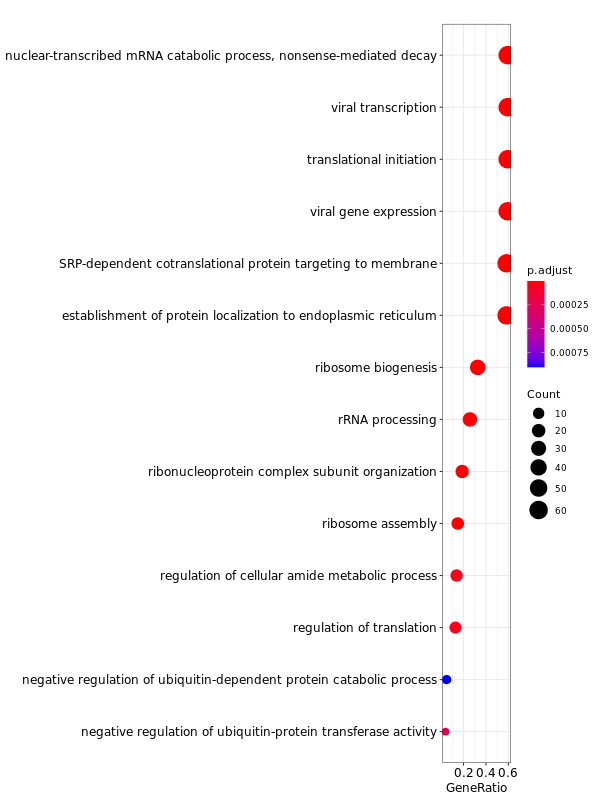 nuclear-transcribed mRNA catabolic process, nonsense-mediated decay
viral transcription
translational initiation
viral gene expression
SRP-dependent cotranslational protein targeting to membrane
establishment of protein localization to endoplasmic reticulum
ribosome biogenesis
rRNA processing
ribonucleoprotein complex subunit organization
ribosome assembly
regulation of cellular amide metabolic process
regulation of translation
negative regulation of ubiquitin-dependent protein catabolic process
negative regulation of ubiquitin-protein transferase activity
0.2 0.4 0.6
GeneRatio
p.adjust
0.00025
0.00050
0.00075
Count
10
20
30
40
50
60